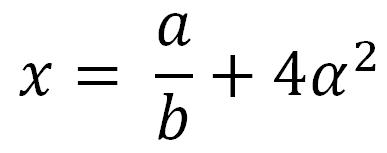 x = a/b + 4α²